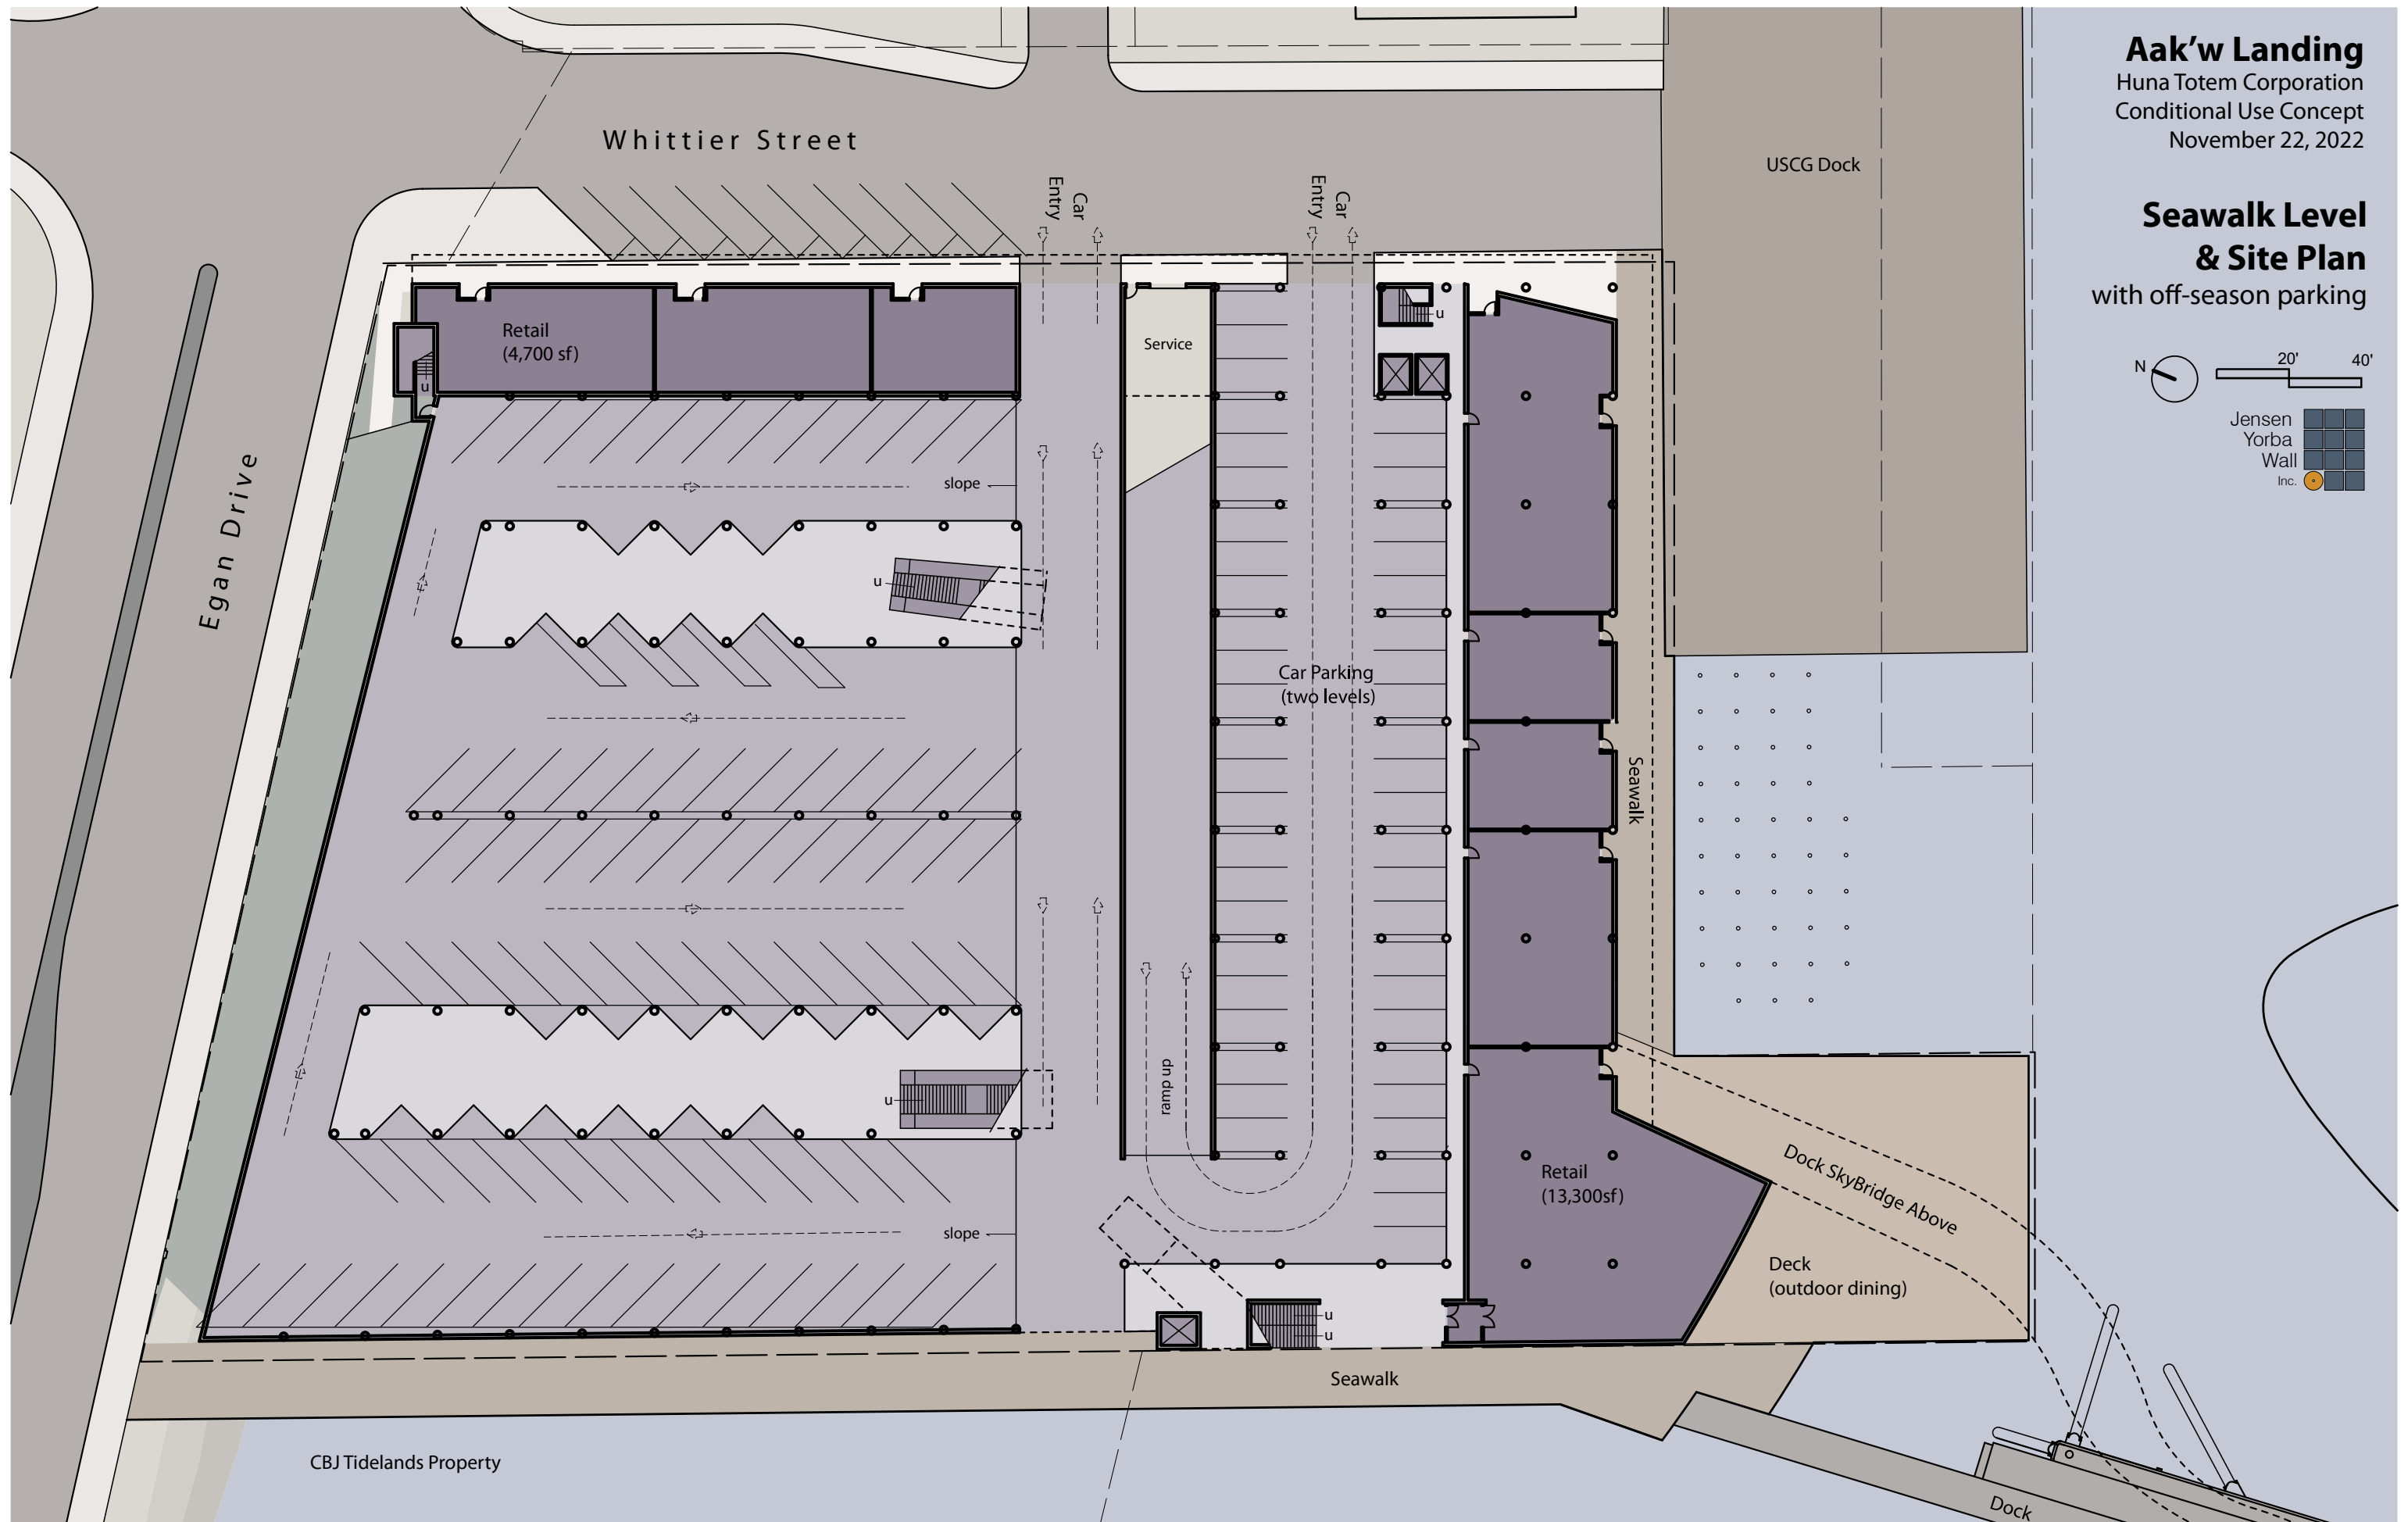 Aak’w Landing
Huna Totem Corporation
Conditional Use Concept
November 22, 2022
Seawalk Level
& Site Plan
with off-season parking
N
20'
40'
Jensen
Yorba
Wall
Inc.
Whittier Street
USCG Dock
Car
Entry
Car
Entry
Retail
(4,700 sf)
u
Service
u
Egan Drive
slope
u
Car Parking
(two levels)
Seawalk
ramp up
u
Retail
(13,300sf)
Dock SkyBridge Above
slope
Deck
(outdoor dining)
u
u
Seawalk
CBJ Tidelands Property
Dock